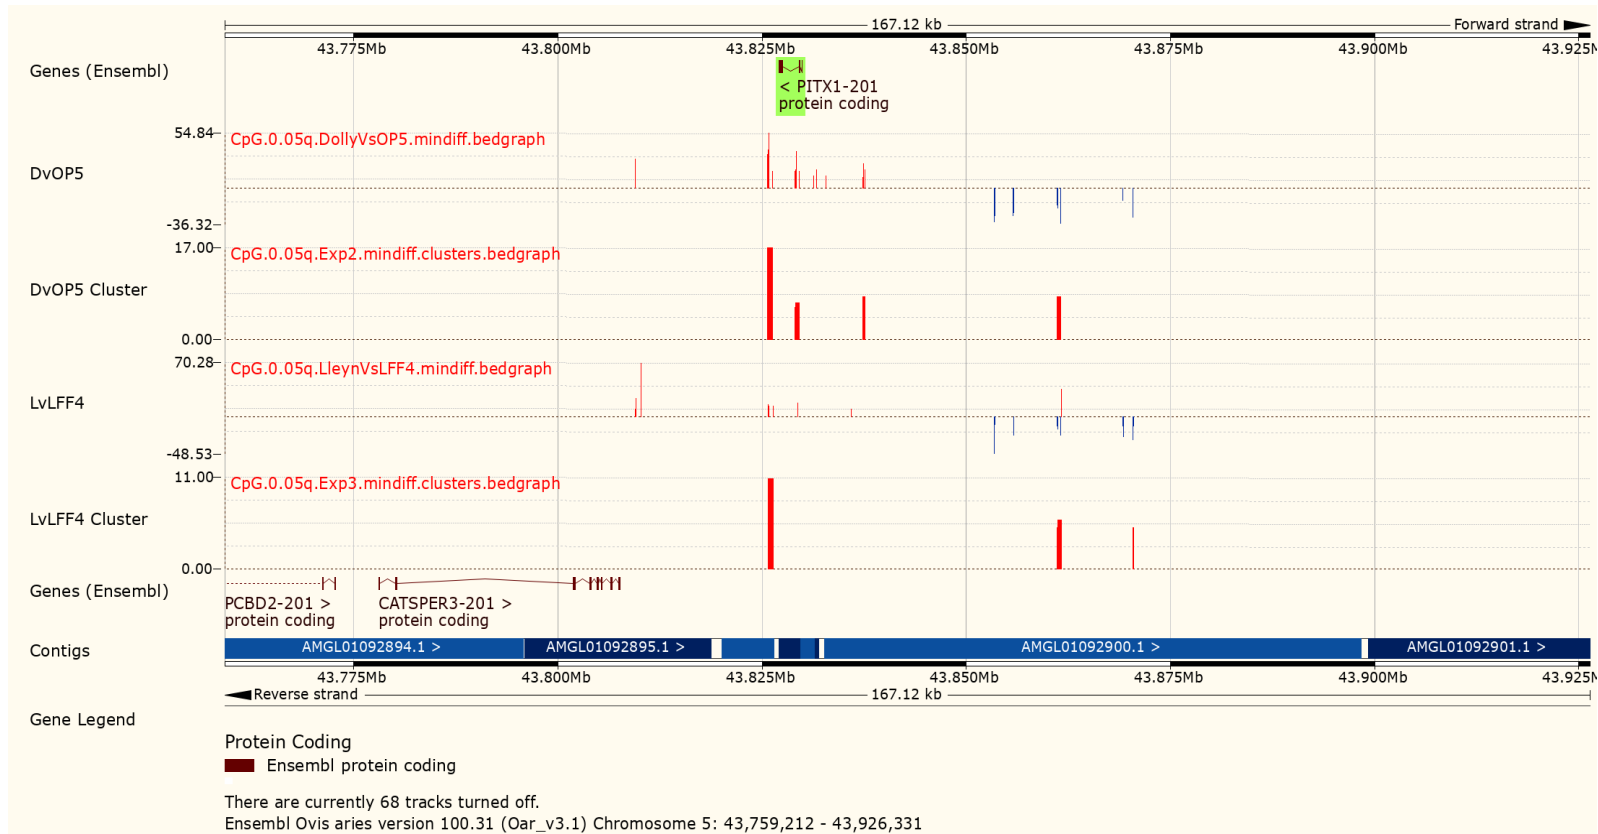 167.12 kb Forward strand
43.775Mb 43.800Mb 43.825Mb 43.850Mb 43.875Mb 43.900Mb 43.925M
Genes (Ensembl)
< PITX1-201
protein coding
54.84
CpG.0.05q.DollyVsOP5.mindiff.bedgraph
DvOP5
-36.32
17.00
CpG.0.05q.Exp2.mindiff.clusters.bedgraph
DvOP5 Cluster
0.00
70.28
CpG.0.05q.LleynVsLFF4.mindiff.bedgraph
LvLFF4
-48.53
11.00
CpG.0.05q.Exp3.mindiff.clusters.bedgraph
LvLFF4 Cluster
0.00
Genes (Ensembl)
PCBD2-201 > CATSPER3-201 >
protein coding protein coding
Contigs AMGL01092894.1 > AMGL01092895.1 > AMGL01092900.1 > AMGL01092901.1 >
43.775Mb 43.800Mb 43.825Mb 43.850Mb 43.875Mb 43.900Mb 43.925M
Reverse strand 167.12 kb
Gene Legend
Protein Coding
Ensembl protein coding
There are currently 68 tracks turned off.
Ensembl Ovis aries version 100.31 (Oar_v3.1) Chromosome 5: 43,759,212 - 43,926,331